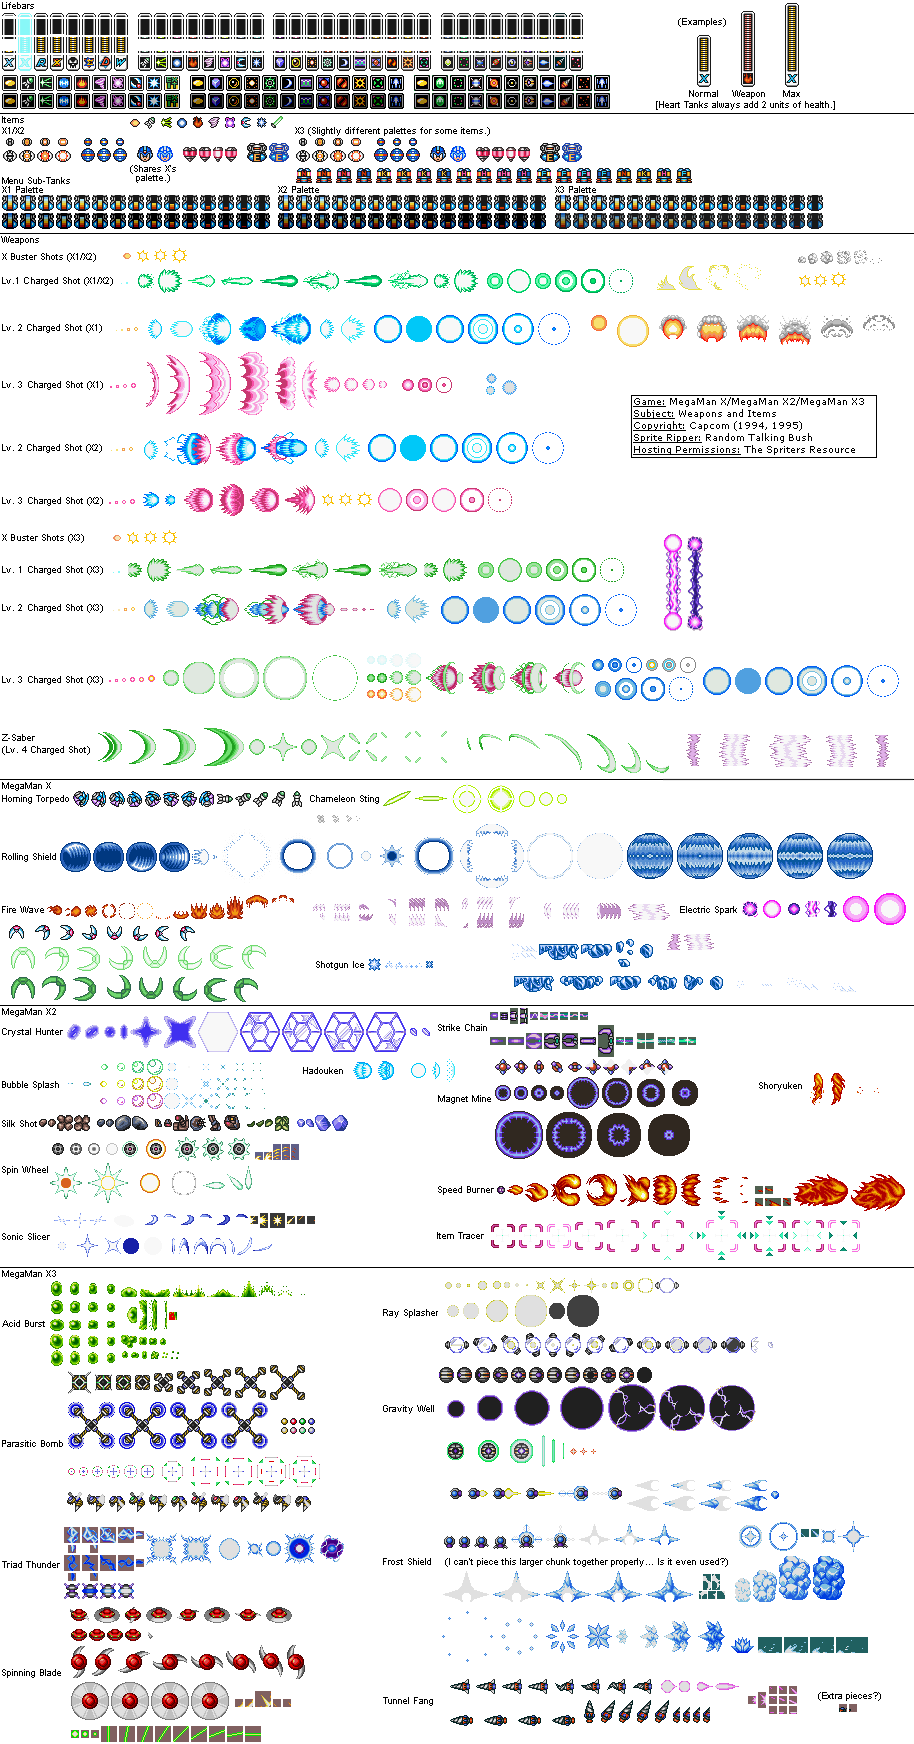 Lifebars
(Examples)
Normal
Weapon
Max
[Heart Tanks always add 2 units of health.]
Items
X1/X2
X3 (Slightly different palettes for some items.)
(Shares X's
palette.)
Menu Sub-Tanks
X1 Palette
X2 Palette
X3 Palette
Weapons
X Buster Shots (X1/X2)
Lv.1 Charged Shot (X1/X2)
Lv. 2 Charged Shot (X1)
Lv. 3 Charged Shot (X1)
Game: MegaMan X/MegaMan X2/MegaMan X3
Subject: Weapons and Items
Copyright: Capcom (1994, 1995)
Sprite Ripper: Random Talking Bush
Hosting Permissions: The Spriters Resource
Lv. 2 Charged Shot (X2)
Lv. 3 Charged Shot (X2)
X Buster Shots (X3)
Lv. 1 Charged Shot (X3)
Lv. 2 Charged Shot (X3)
Lv. 3 Charged Shot (X3)
Z-Saber
(Lv. 4 Charged Shot)
MegaMan X
Homing Torpedo
Chameleon Sting
Rolling Shield
Fire Wave
Electric Spark
Shotgun Ice
MegaMan X2
Crystal Hunter
Strike Chain
Hadouken
Bubble Splash
Shoryuken
Magnet Mine
Silk Shot
Spin Wheel
Speed Burner
Sonic Slicer
Item Tracer
MegaMan X3
Acid Burst
Ray Splasher
Gravity Well
Parasitic Bomb
Triad Thunder
Frost Shield
(I can't piece this larger chunk together properly... Is it even used?)
Spinning Blade
Tunnel Fang
(Extra pieces?)